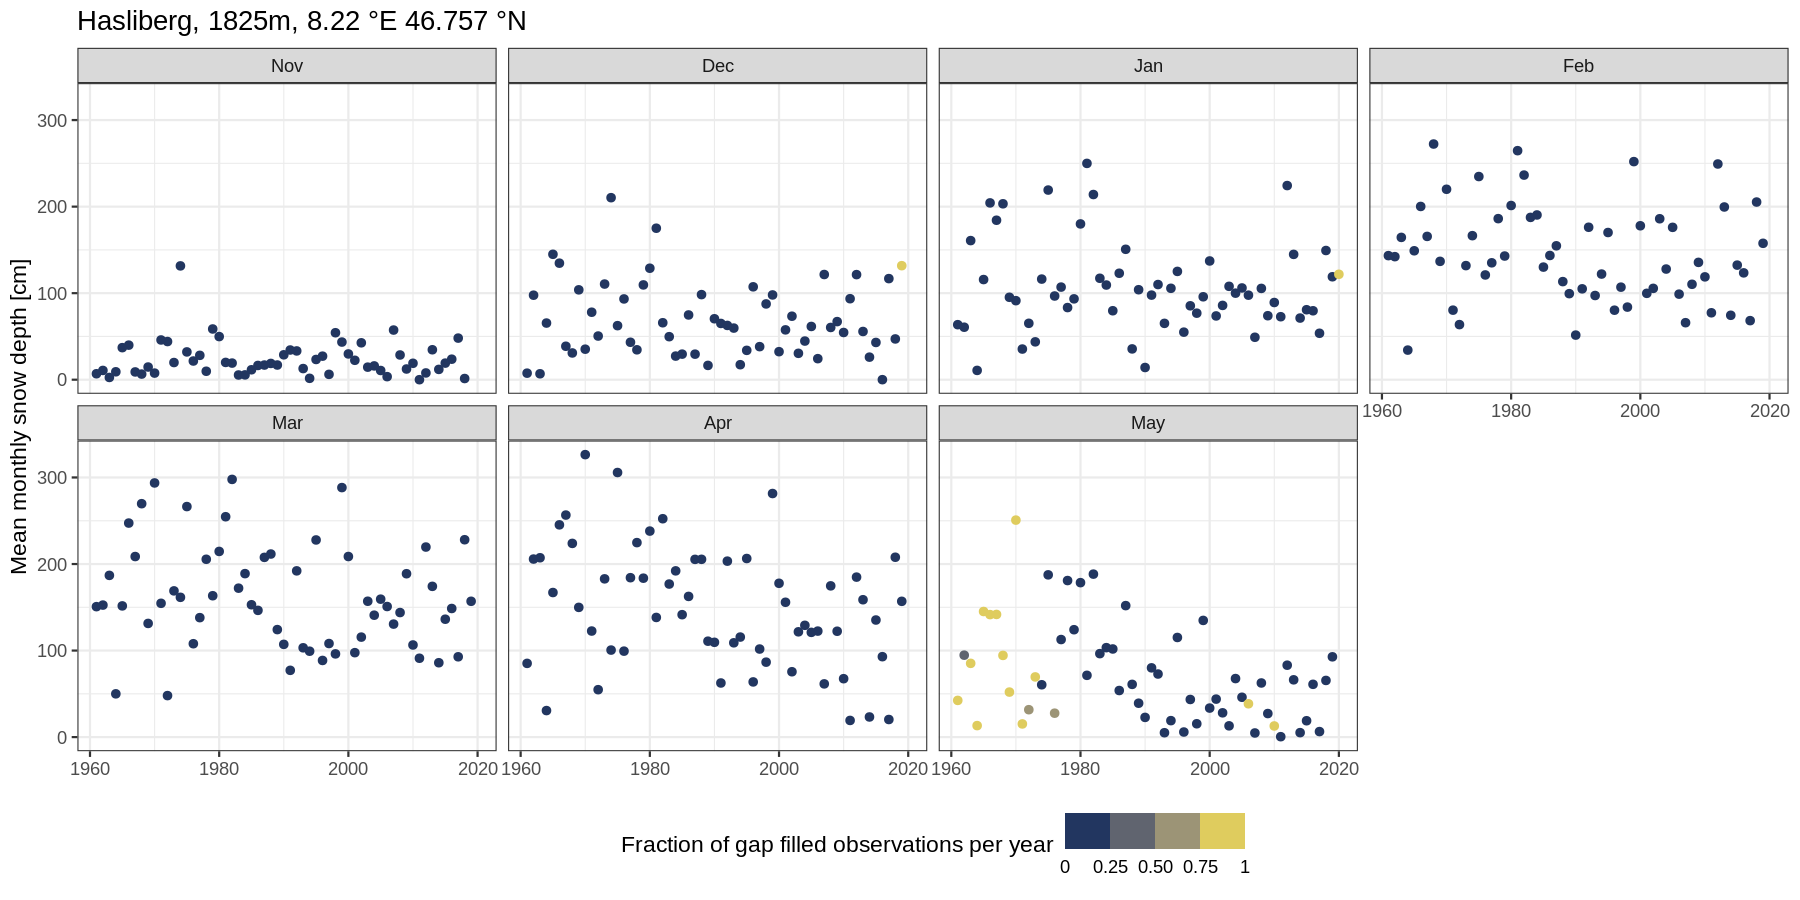 Hasliberg, 1825m, 8.22 °E 46.757 °N
Nov
Dec
Jan
Feb
300
200
100
0
1960 1980 2000 2020
Mean monthly snow depth [cm]
Mar
Apr
May
300
200
100
0
1960 1980 2000 2020
1960 1980 2000 2020
1960 1980 2000 2020
Fraction of gap filled observations per year
0 0.25 0.50 0.75 1